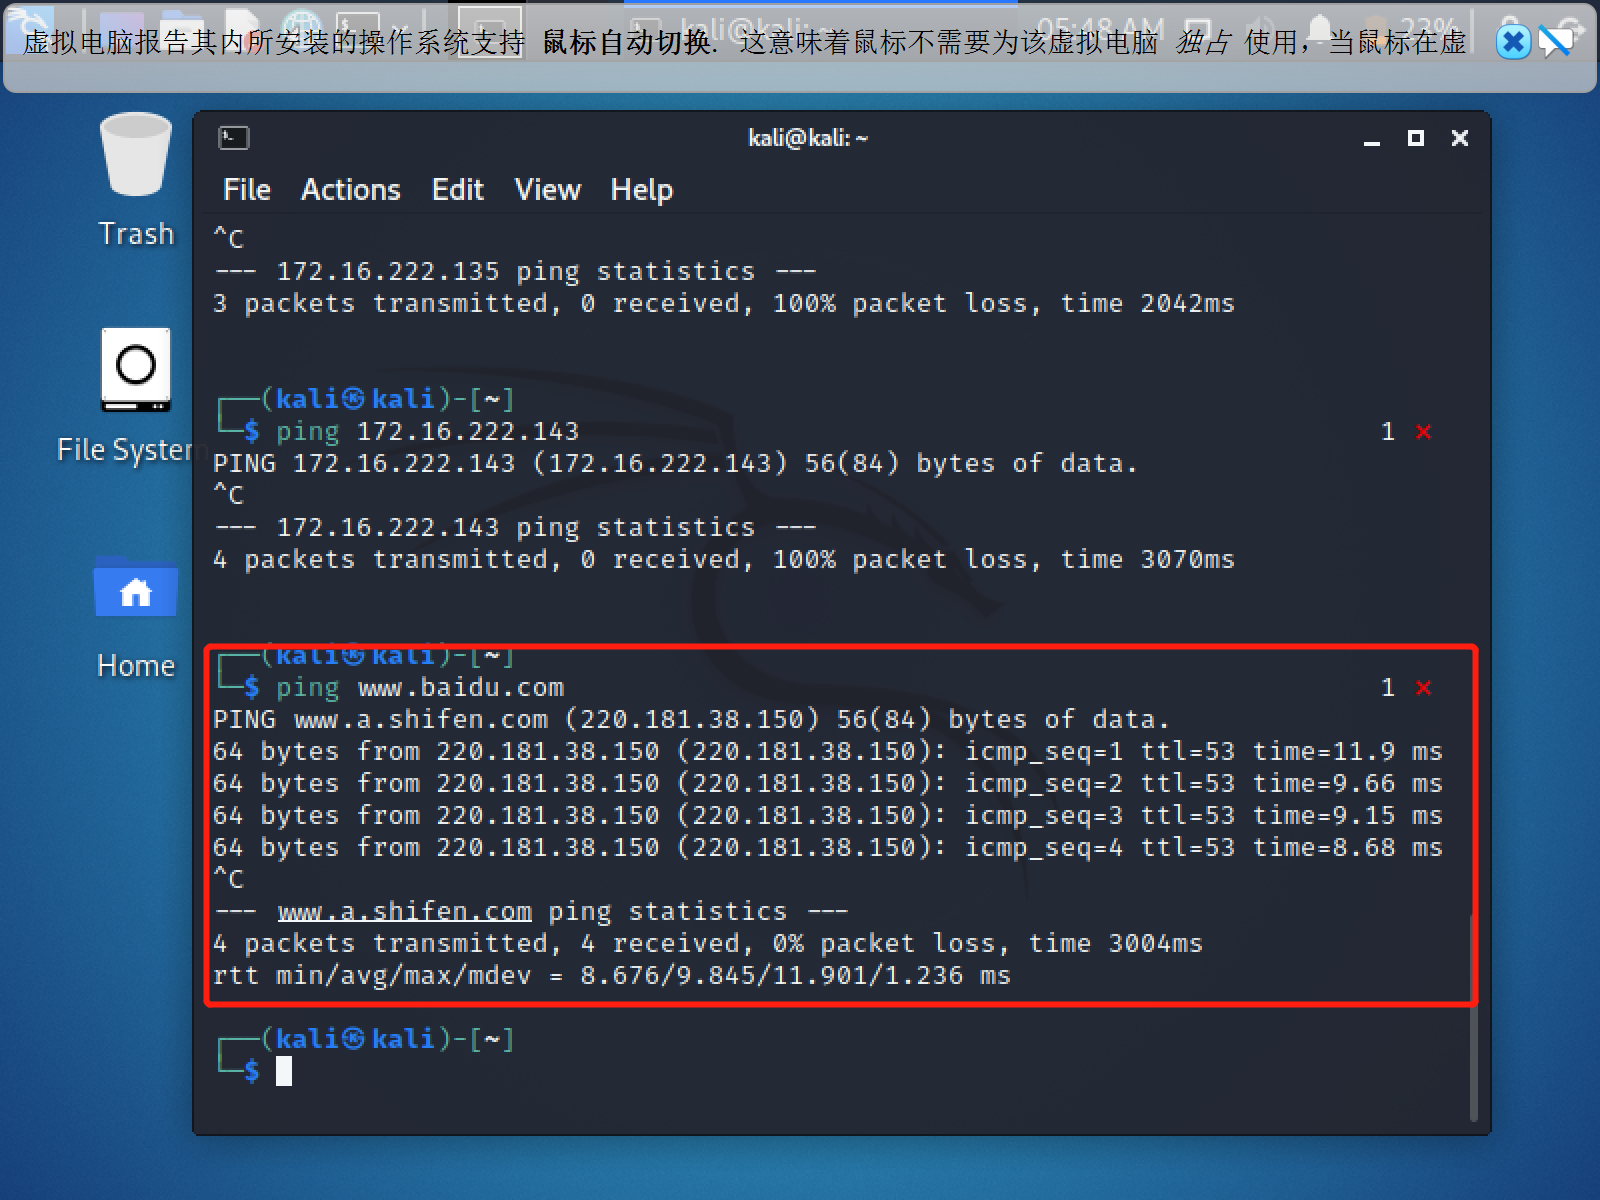 kali@kali: ~
05:48 AM
23%
虚拟电脑报告其内所安装的操作系统支持 鼠标自动切换. 这意味着鼠标不需要为该虚拟电脑 独占 使用，当鼠标在虚
Trash
File System
Home
kali@kali: ~
File Actions Edit View Help
^C
--- 172.16.222.135 ping statistics ---
3 packets transmitted, 0 received, 100% packet loss, time 2042ms
┌──(kali㉿kali)-[~]
└─$ ping 172.16.222.143 1 ⨯
PING 172.16.222.143 (172.16.222.143) 56(84) bytes of data.
^C
--- 172.16.222.143 ping statistics ---
4 packets transmitted, 0 received, 100% packet loss, time 3070ms
┌──(kali㉿kali)-[~]
└─$ ping www.baidu.com 1 ⨯
PING www.a.shifen.com (220.181.38.150) 56(84) bytes of data.
64 bytes from 220.181.38.150 (220.181.38.150): icmp_seq=1 ttl=53 time=11.9 ms
64 bytes from 220.181.38.150 (220.181.38.150): icmp_seq=2 ttl=53 time=9.66 ms
64 bytes from 220.181.38.150 (220.181.38.150): icmp_seq=3 ttl=53 time=9.15 ms
64 bytes from 220.181.38.150 (220.181.38.150): icmp_seq=4 ttl=53 time=8.68 ms
^C
--- www.a.shifen.com ping statistics ---
4 packets transmitted, 4 received, 0% packet loss, time 3004ms
rtt min/avg/max/mdev = 8.676/9.845/11.901/1.236 ms
┌──(kali㉿kali)-[~]
└─$